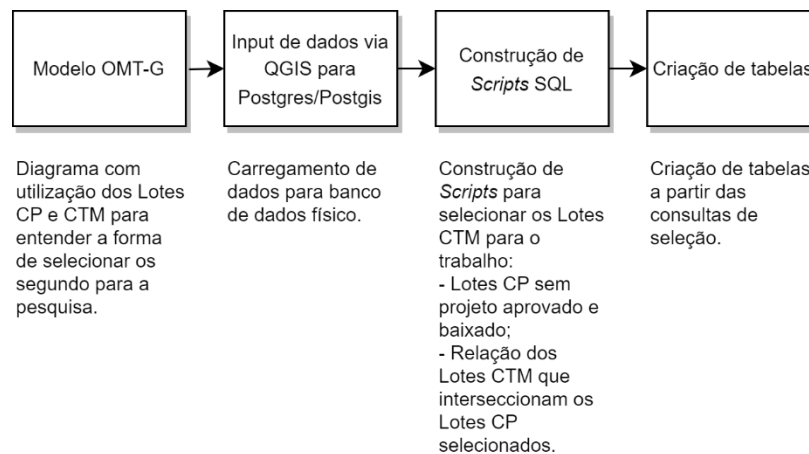 Modelo OMT-G
Input de dados via
QGIS para
Postgres/Postgis
Construção de
Scripts SQL
Criação de tabelas
Diagrama com
utilização dos Lotes
CP e CTM para
entender a forma
de selecionar os
segundo para a
pesquisa.
Carregamento de
dados para banco
de dados físico.
Construção de
Scripts para
selecionar os Lotes
CTM para o
trabalho:
- Lotes CP sem
projeto aprovado e
baixado;
- Relação dos
Lotes CTM que
interseccionam os
Lotes CP
selecionados.
Criação de tabelas
a partir das
consultas de
seleção.